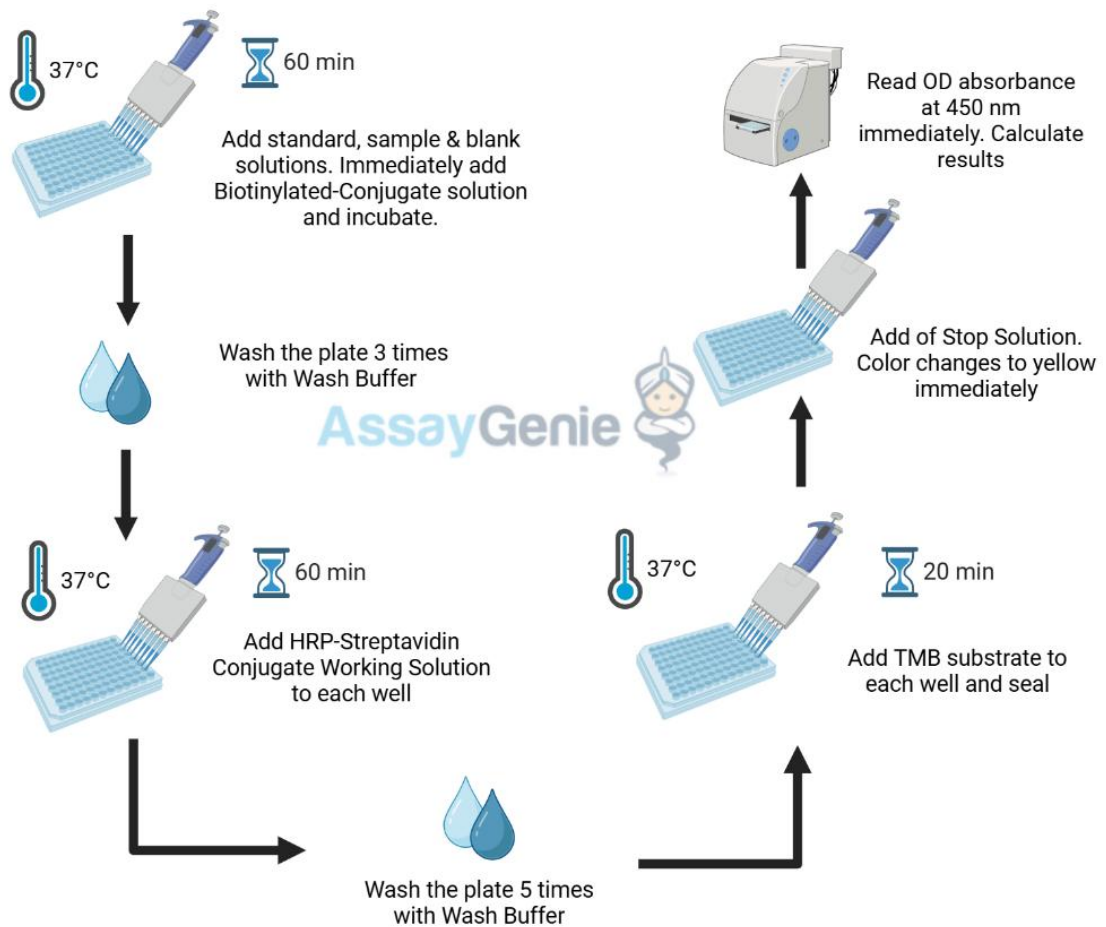 37°C
60 min
Add standard, sample & blank
solutions. Immediately add
Biotinylated-Conjugate solution
and incubate.
Wash the plate 3 times
with Wash Buffer
37°C
60 min
Add HRP-Streptavidin
Conjugate Working Solution
to each well
Wash the plate 5 times
with Wash Buffer
37°C
20 min
Add TMB substrate to
each well and seal
Add of Stop Solution.
Color changes to yellow
immediately
Read OD absorbance
at 450 nm
immediately. Calculate
results
AssayGenie